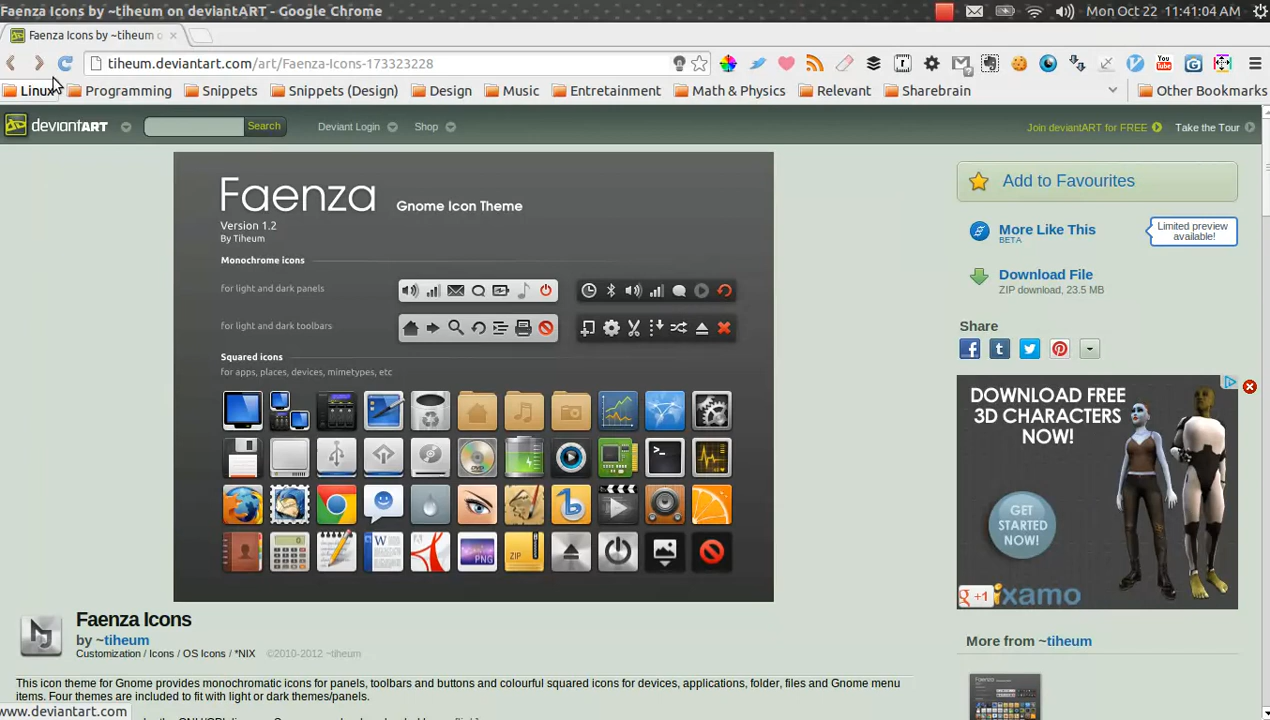 Faenza Icons by ~tiheum on deviantART - Google Chrome
Mon Oct 22 11:41:04 AM
Faenza Icons by ~tiheum
tiheum.deviantart.com/art/Faenza-Icons-173323228
Linux Programming Snippets Snippets (Design) Design Music Entretainment Math & Physics Relevant Sharebrain Other Bookmarks
deviantART Search Deviant Login Shop Join deviantART for FREE Take the Tour
Faenza Gnome Icon Theme
Version 1.2
By Tiheum
Monochrome icons
for light and dark panels
for light and dark toolbars
Squared icons
for apps, places, devices, mimetypes, etc
DVD
PNG
ZIP
Add to Favourites
More Like This
BETA
Limited preview
available!
Download File
ZIP download, 23.5 MB
Share
DOWNLOAD FREE
3D CHARACTERS
NOW!
GET
STARTED
NOW!
+1
ixamo
More from ~tiheum
Faenza Icons
by ~tiheum
Customization / Icons / OS Icons / *NIX ©2010-2012 ~tiheum
This icon theme for Gnome provides monochromatic icons for panels, toolbars and buttons and colourful squared icons for devices, applications, folder, files and Gnome menu
items. Four themes are included to fit with light or dark themes/panels.
www.deviantart.com